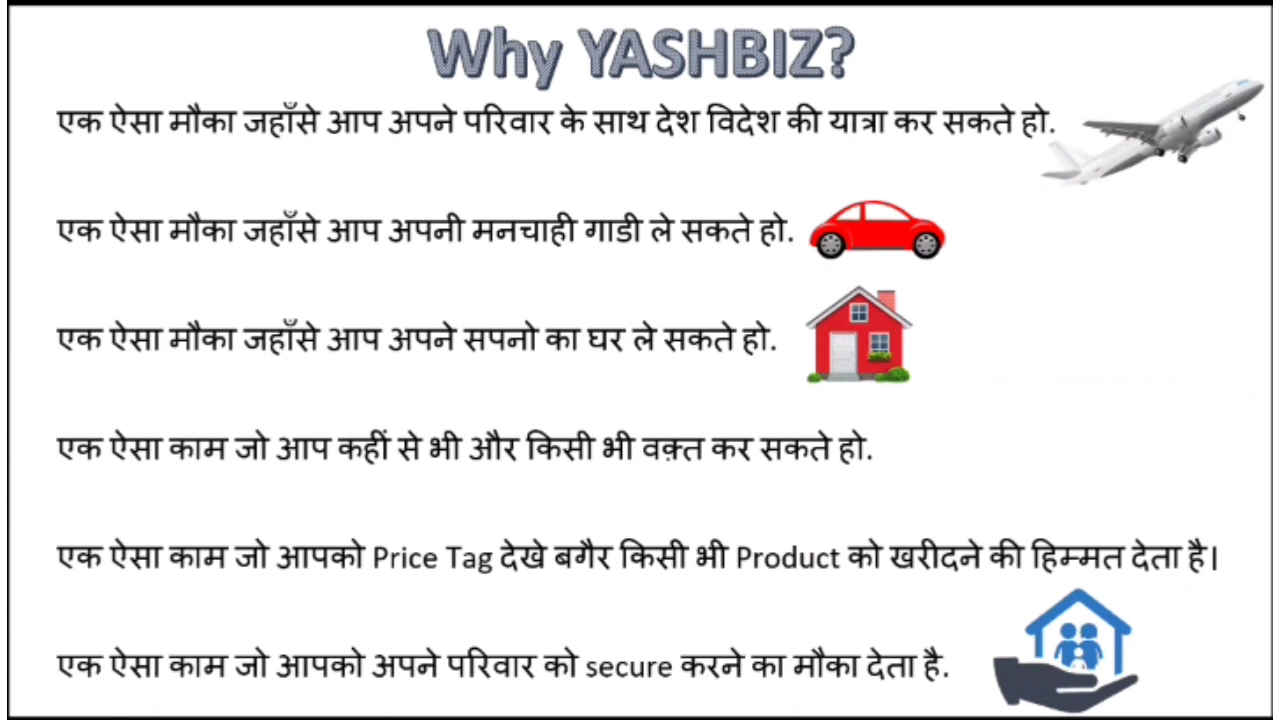 Why YASHBIZ?
एक ऐसा मौका जहाँसे आप अपने परिवार के साथ देश विदेश की यात्रा कर सकते हो.
एक ऐसा मौका जहाँसे आप अपनी मनचाही गाडी ले सकते हो.
एक ऐसा मौका जहाँसे आप अपने सपनो का घर ले सकते हो.
एक ऐसा काम जो आप कहीं से भी और किसी भी वक़्त कर सकते हो.
एक ऐसा काम जो आपको Price Tag देखे बगैर किसी भी Product को खरीदने की हिम्मत देता है।
एक ऐसा काम जो आपको अपने परिवार को secure करने का मौका देता है.